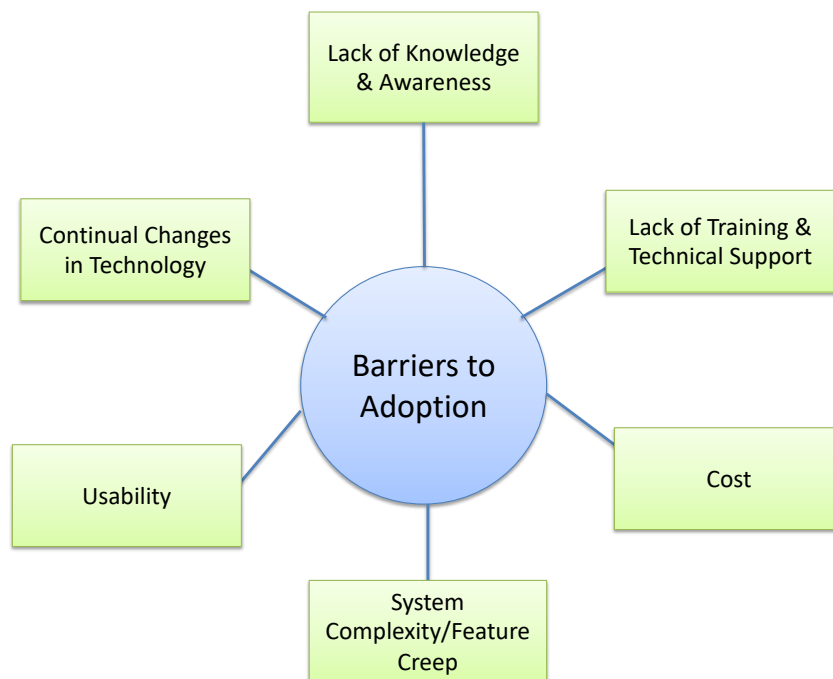 Lack of Knowledge
& Awareness
Continual Changes
in Technology
Lack of Training &
Technical Support
Barriers to
Adoption
Usability
Cost
System
Complexity/Feature
Creep